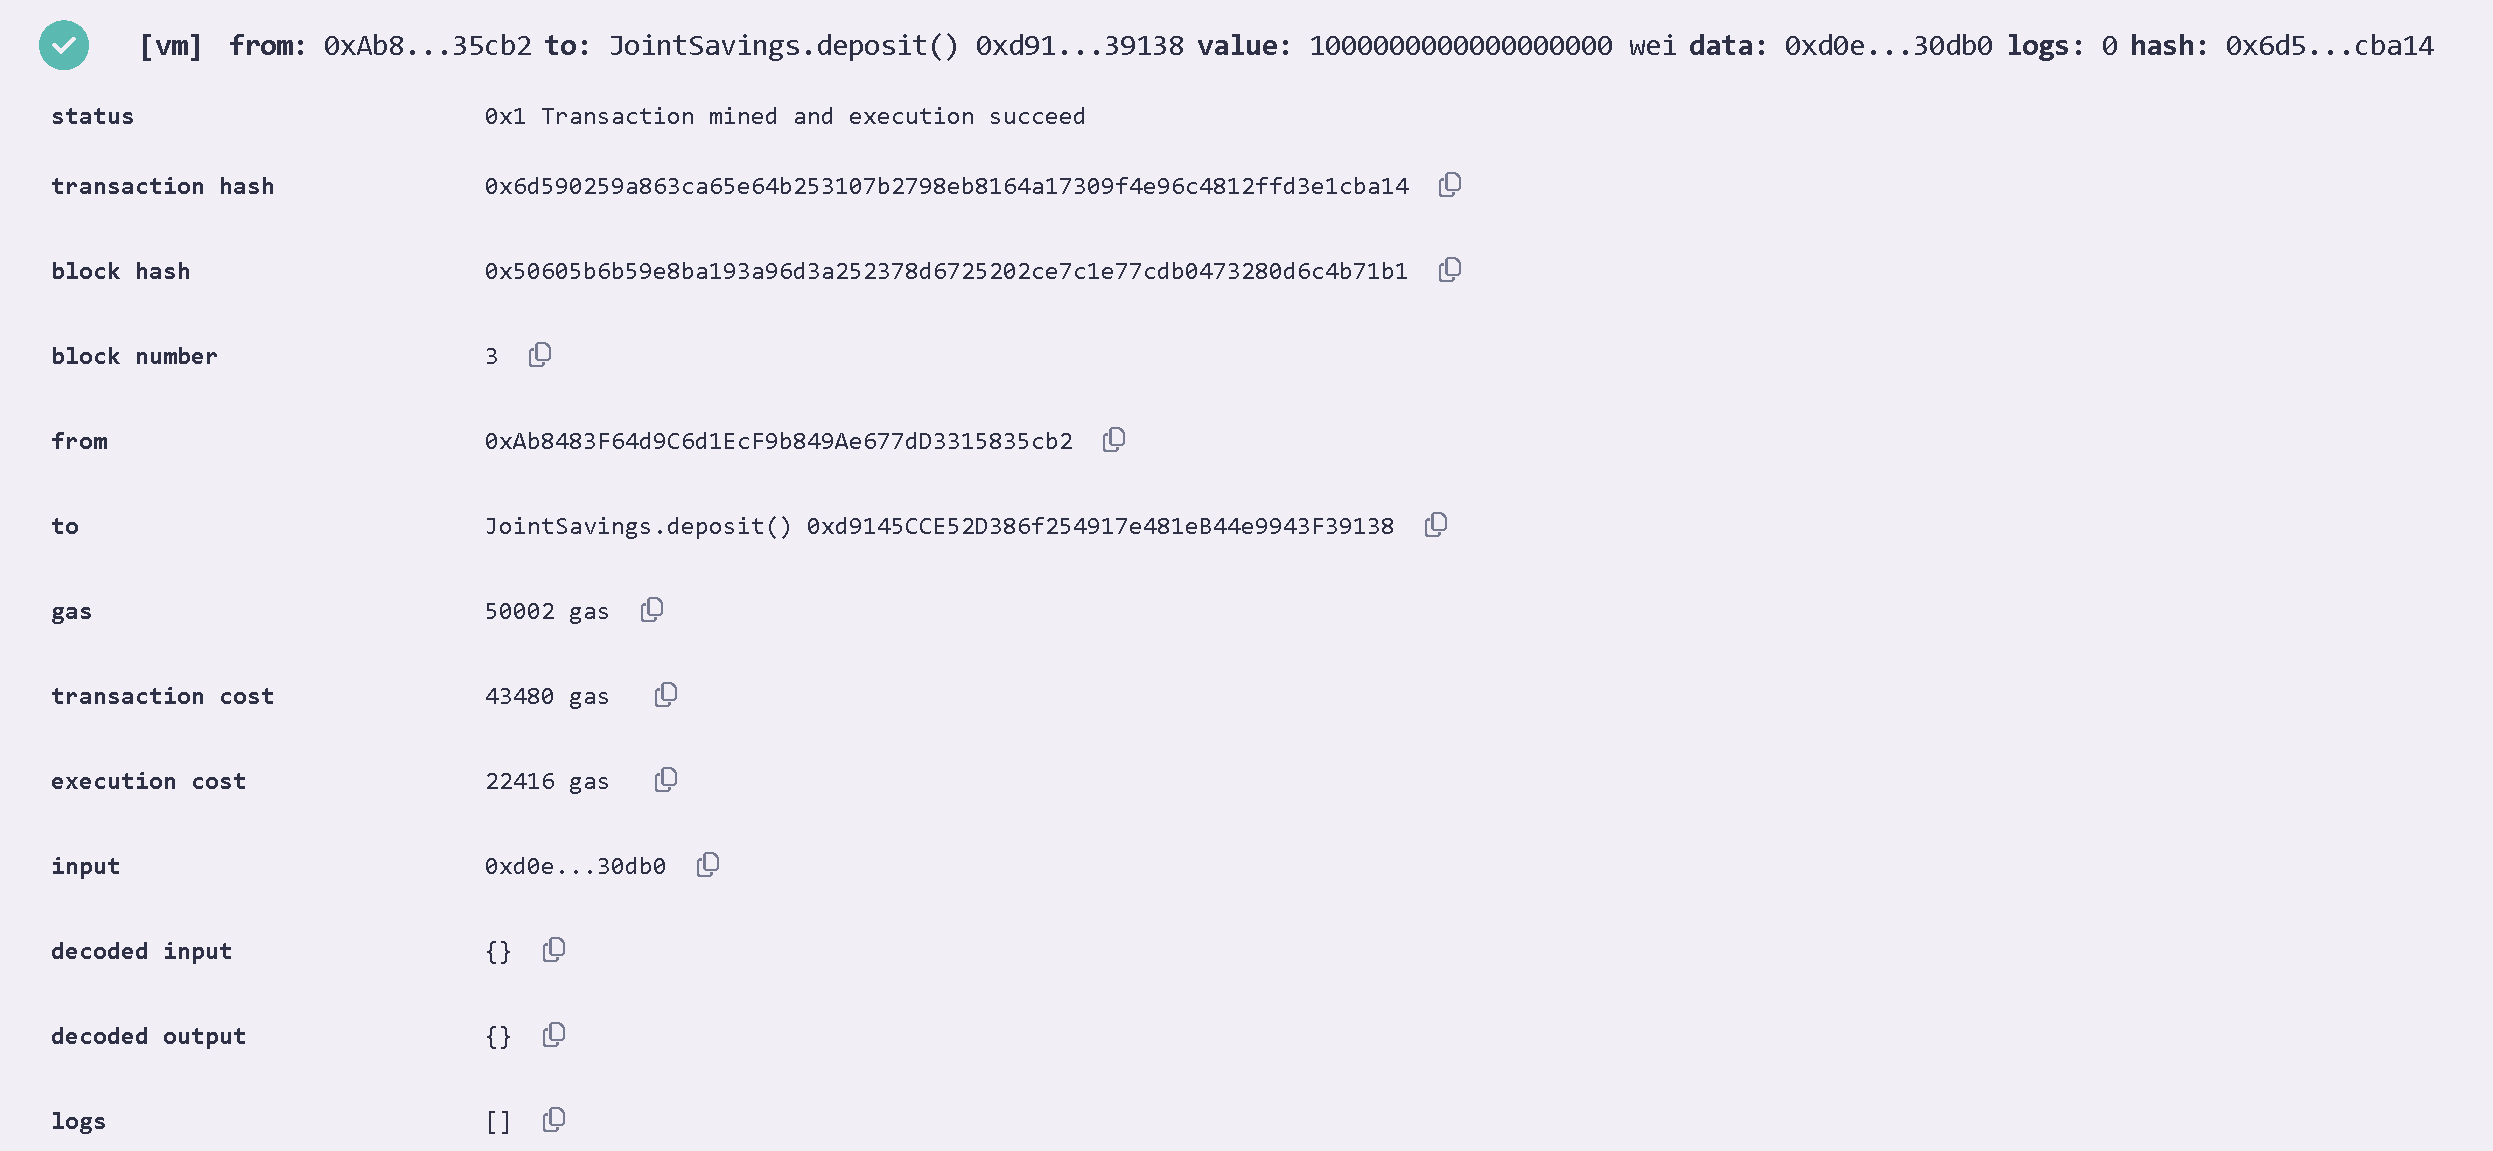 [vm] from: 0xAb8...35cb2 to: JointSavings.deposit() 0xd91...39138 value: 1000000000000000000 wei data: 0xd0e...30db0 logs: 0 hash: 0x6d5...cba14
status 0x1 Transaction mined and execution succeed
transaction hash 0x6d590259a863ca65e64b253107b2798eb8164a17309f4e96c4812ffd3e1cba14
block hash 0x50605b6b59e8ba193a96d3a252378d6725202ce7c1e77cdb0473280d6c4b71b1
block number 3
from 0xAb8483F64d9C6d1EcF9b849Ae677dD3315835cb2
to JointSavings.deposit() 0xd9145CCE52D386f254917e481eB44e9943F39138
gas 50002 gas
transaction cost 43480 gas
execution cost 22416 gas
input 0xd0e...30db0
decoded input {}
decoded output {}
logs []